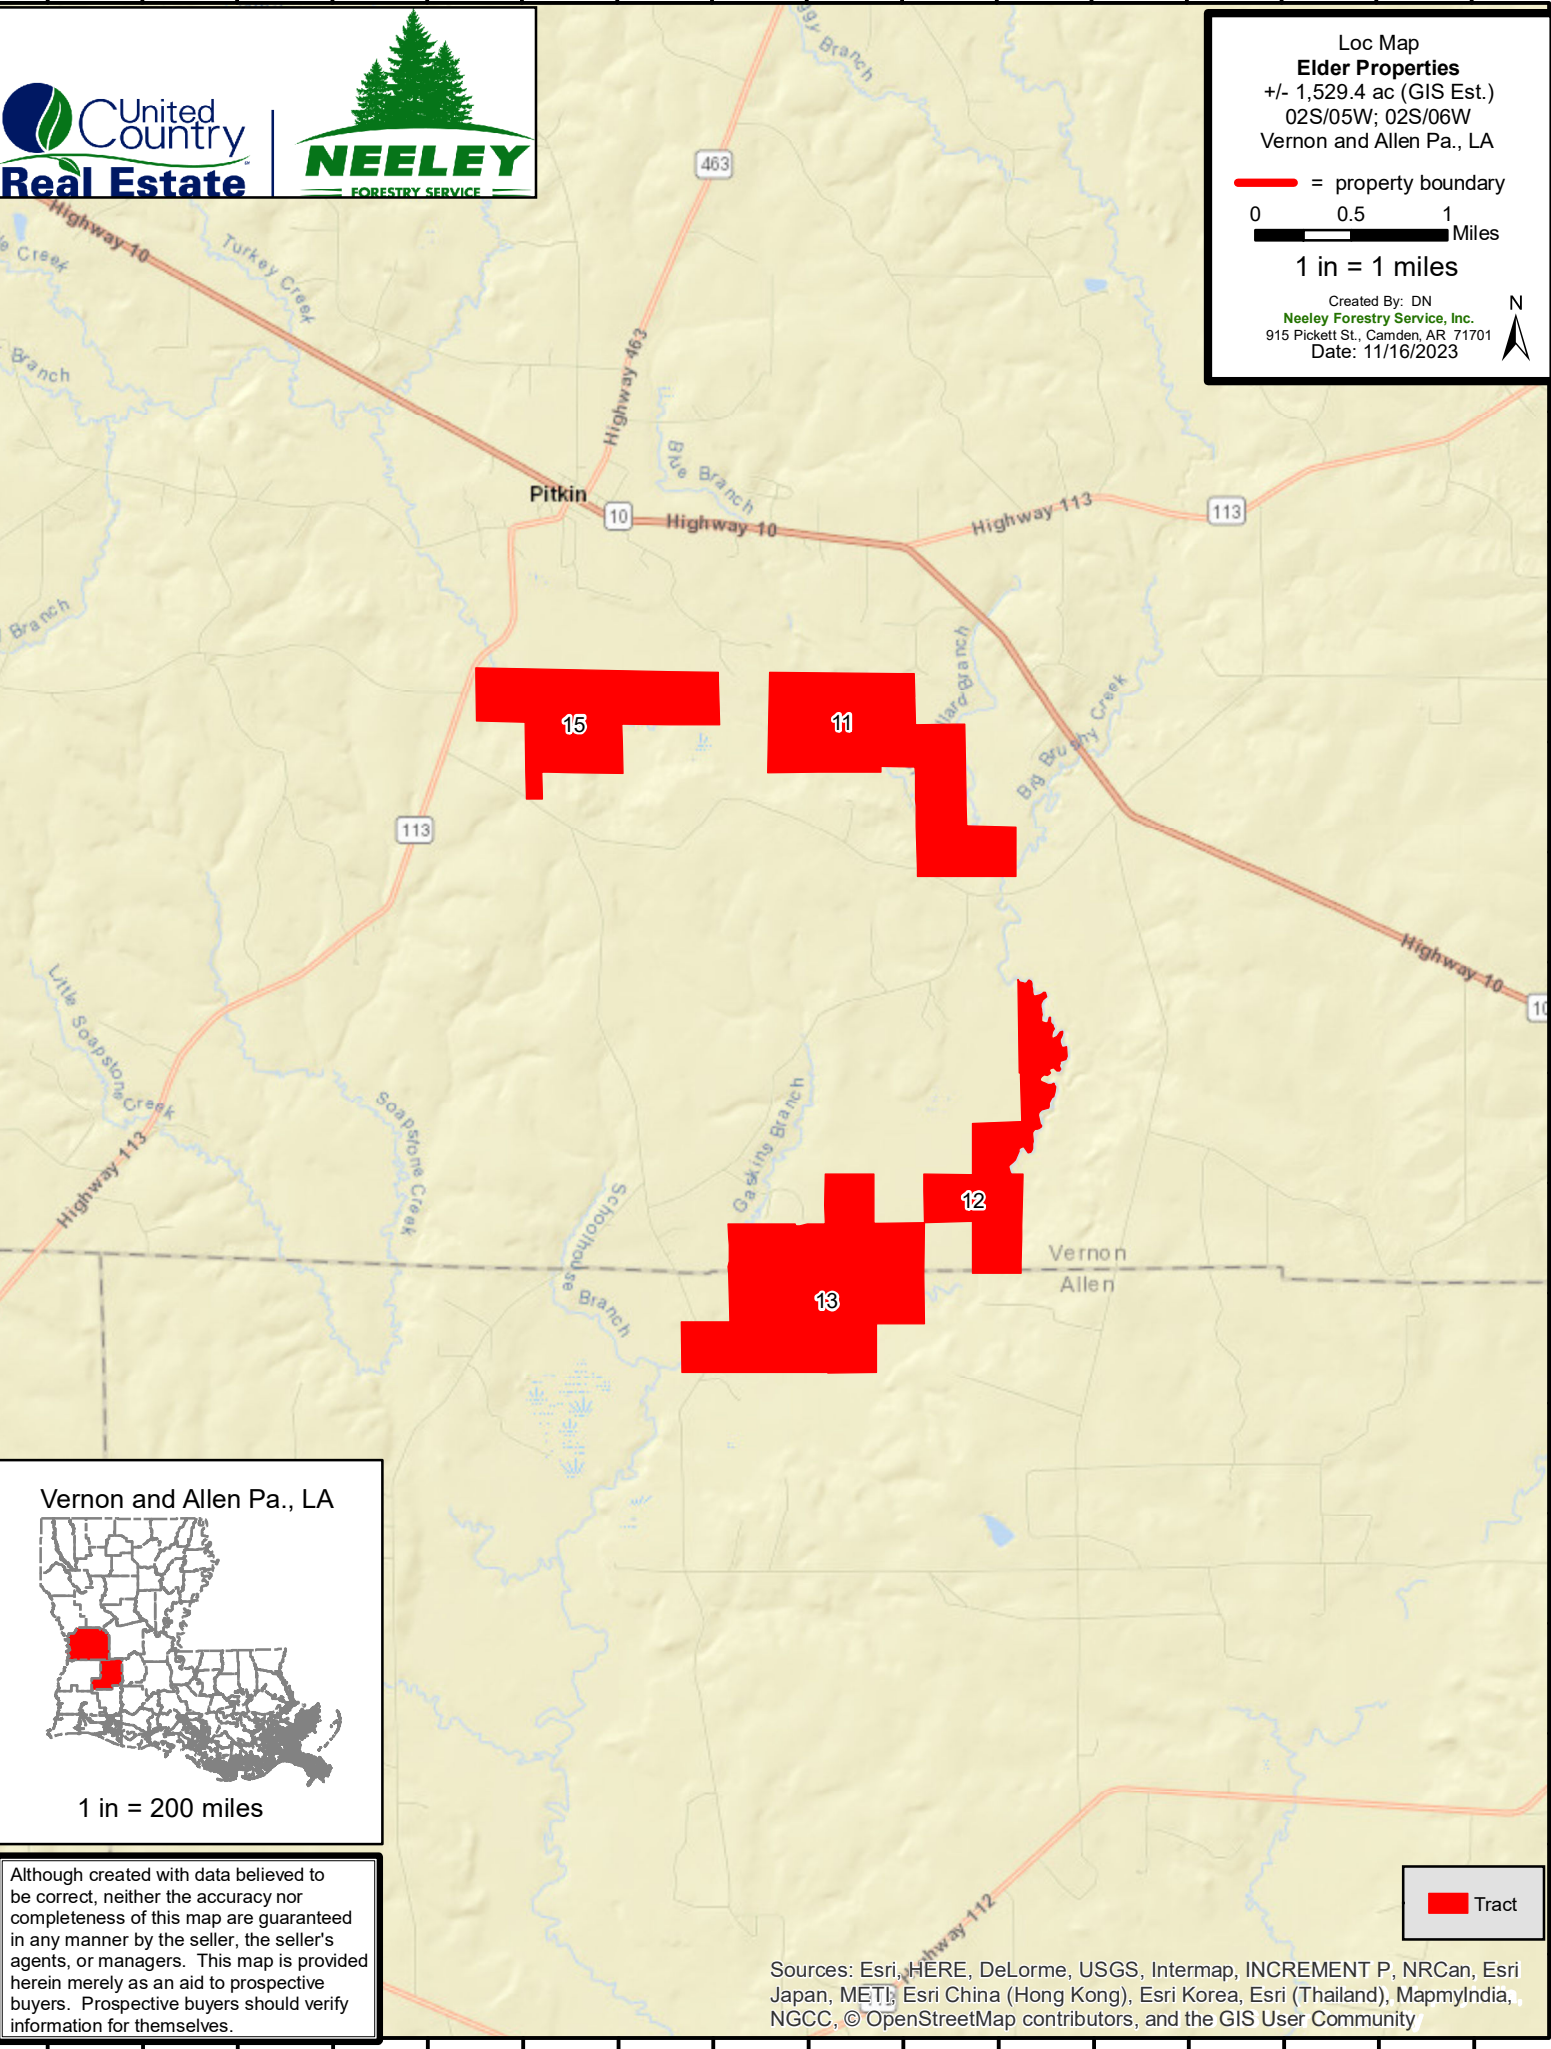 CUnited
Country
Real Estate
NEELEY
FORESTRY SERVICE
Loc Map
Elder Properties
+/- 1,529.4 ac (GIS Est.)
02S/05W; 02S/06W
Vernon and Allen Pa., LA
= property boundary
0 0.5 1
Miles
1 in = 1 miles
Created By: DN
Neeley Forestry Service, Inc.
915 Pickett St., Camden, AR 71701
Date: 11/16/2023
N
Branch
463
Highway 10
Creek
Turkey Creek
Branch
Highway 463
Blue Branch
Pitkin
10
Highway 10
Highway 113
113
Branch
Branch
Big Brushy Creek
15
11
113
Highway 10
10
Little Soapstone Creek
Soapstone Creek
Gaskins Branch
Schoolhouse Branch
Highway 113
12
Vernon
Allen
13
Vernon and Allen Pa., LA
1 in = 200 miles
Although created with data believed to
be correct, neither the accuracy nor
completeness of this map are guaranteed
in any manner by the seller, the seller's
agents, or managers. This map is provided
herein merely as an aid to prospective
buyers. Prospective buyers should verify
information for themselves.
Tract
Highway 112
Sources: Esri, HERE, DeLorme, USGS, Intermap, INCREMENT P, NRCan, Esri
Japan, METI, Esri China (Hong Kong), Esri Korea, Esri (Thailand), MapmyIndia,
NGCC, © OpenStreetMap contributors, and the GIS User Community